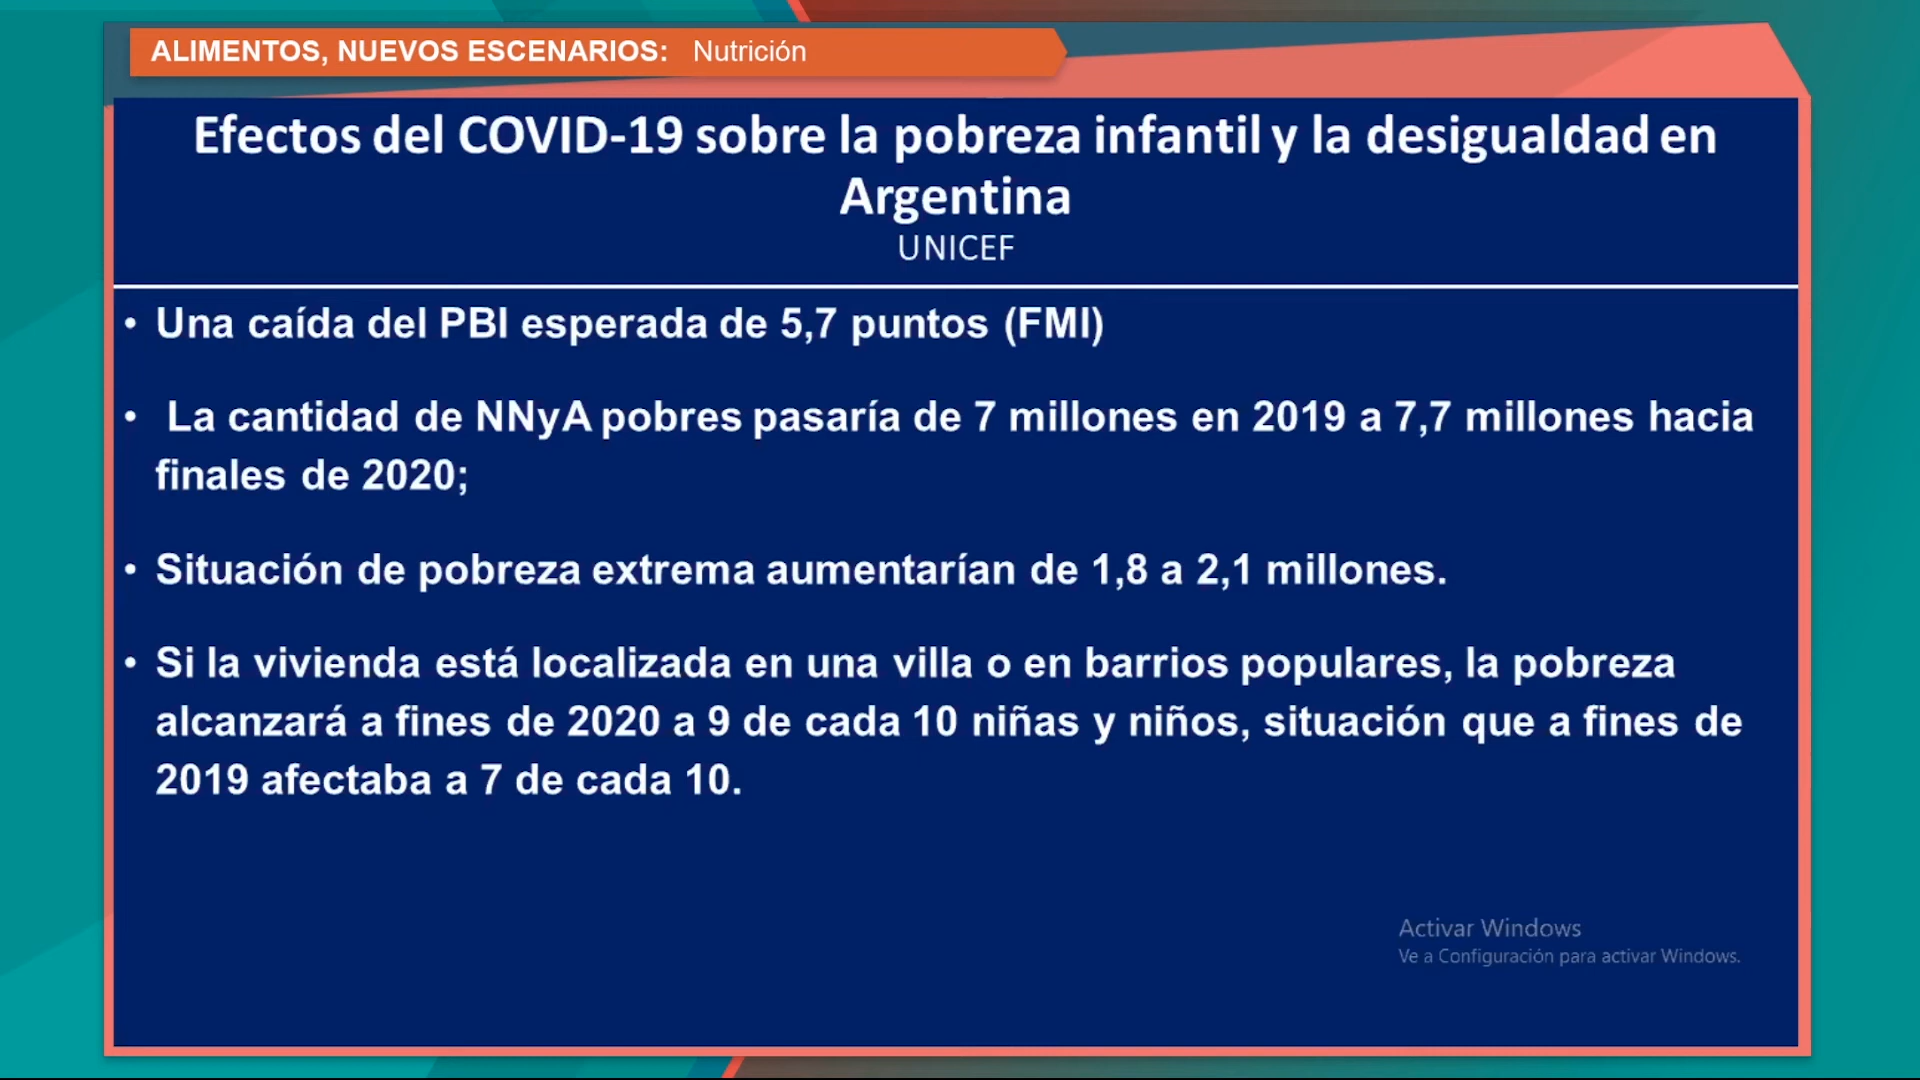 ALIMENTOS, NUEVOS ESCENARIOS: Nutrición
Efectos del COVID-19 sobre la pobreza infantil y la desigualdad en
Argentina
UNICEF
• Una caída del PBI esperada de 5,7 puntos (FMI)
• La cantidad de NNyA pobres pasaría de 7 millones en 2019 a 7,7 millones hacia
finales de 2020;
• Situación de pobreza extrema aumentarían de 1,8 a 2,1 millones.
• Si la vivienda está localizada en una villa o en barrios populares, la pobreza
alcanzará a fines de 2020 a 9 de cada 10 niñas y niños, situación que a fines de
2019 afectaba a 7 de cada 10.
Activar Windows
Ve a Configuración para activar Windows.